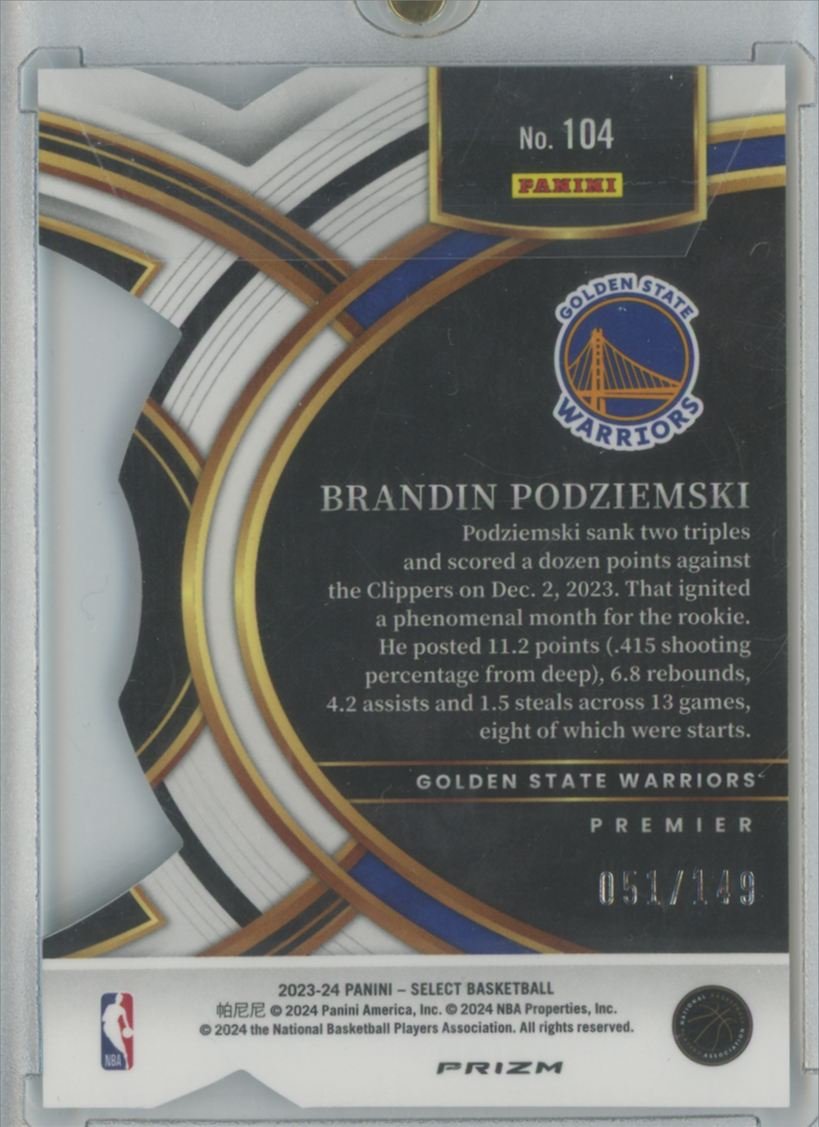 No. 104
PANINI
GOLDEN STATE
WARRIORS
BRANDIN PODZIEMSKI
Podziemski sank two triples
and scored a dozen points against
the Clippers on Dec. 2, 2023. That ignited
a phenomenal month for the rookie.
He posted 11.2 points (.415 shooting
percentage from deep), 6.8 rebounds,
4.2 assists and 1.5 steals across 13 games,
eight of which were starts.
GOLDEN STATE WARRIORS
PREMIER
051/149
2023-24 PANINI – SELECT BASKETBALL
帕尼尼 © 2024 Panini America, Inc. © 2024 NBA Properties, Inc.
© 2024 the National Basketball Players Association. All rights reserved.
NBA
PRIZM